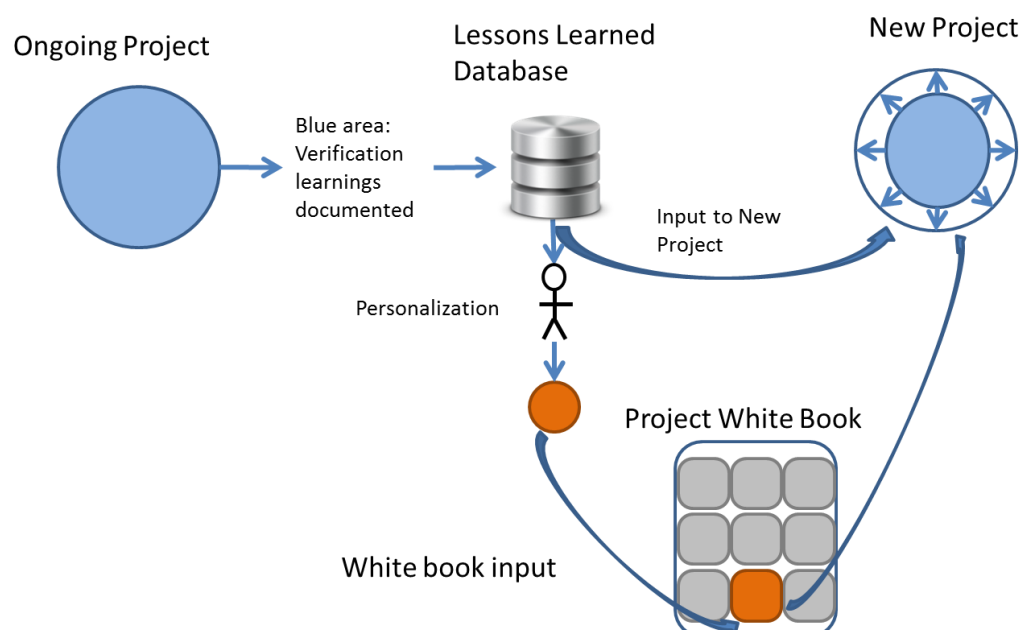 Ongoing Project
Lessons Learned
Database
New Project
Blue area:
Verification
learnings
documented
Input to New
Project
Personalization
Project White Book
White book input